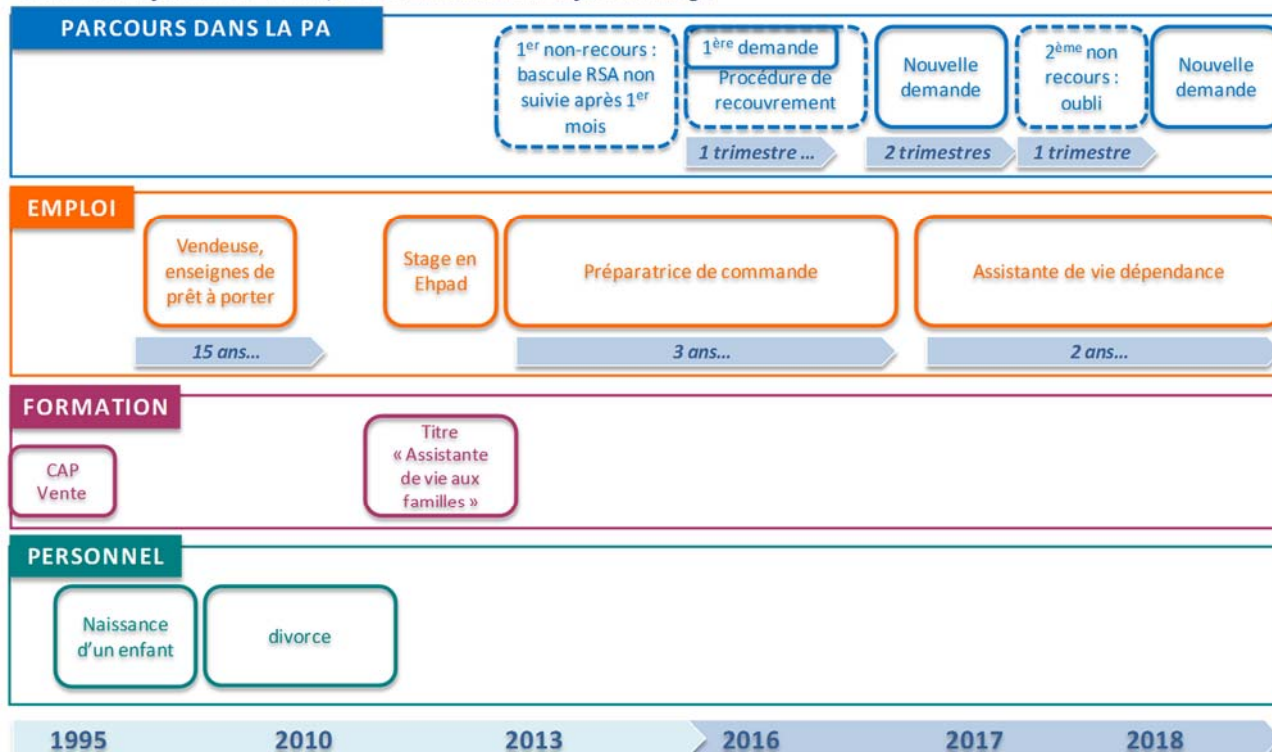 PARCOURS DANS LA PA
1er non-recours :
bascule RSA non
suivie après 1er
mois
1ère demande
Procédure de
recouvrement
Nouvelle
demande
2ème non
recours :
oubli
Nouvelle
demande
1 trimestre ...
2 trimestres
1 trimestre
EMPLOI
Vendeuse,
enseignes de
prêt à porter
Stage en
Ehpad
Préparatrice de commande
Assistante de vie dépendance
15 ans...
3 ans...
2 ans...
FORMATION
CAP
Vente
Titre
« Assistante
de vie aux
familles »
PERSONNEL
Naissance
d'un enfant
divorce
1995
2010
2013
2016
2017
2018